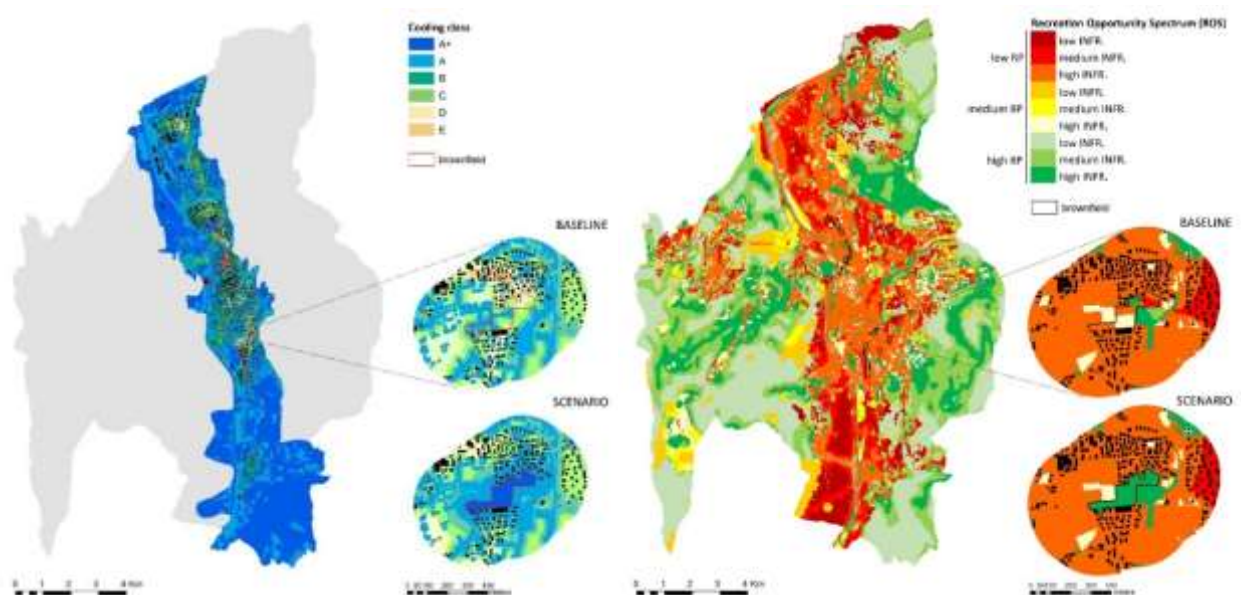 Cooling class
A+
A
B
C
D
E
brownfield
BASELINE
SCENARIO
0 1 2 3 4 Km
Recreation Opportunity Spectrum (ROS)
low RP
low INFR.
medium INFR.
high INFR.
medium RP
low INFR.
medium INFR.
high INFR.
high RP
low INFR.
medium INFR.
high INFR.
brownfield
BASELINE
SCENARIO
0 1 2 3 4 Km